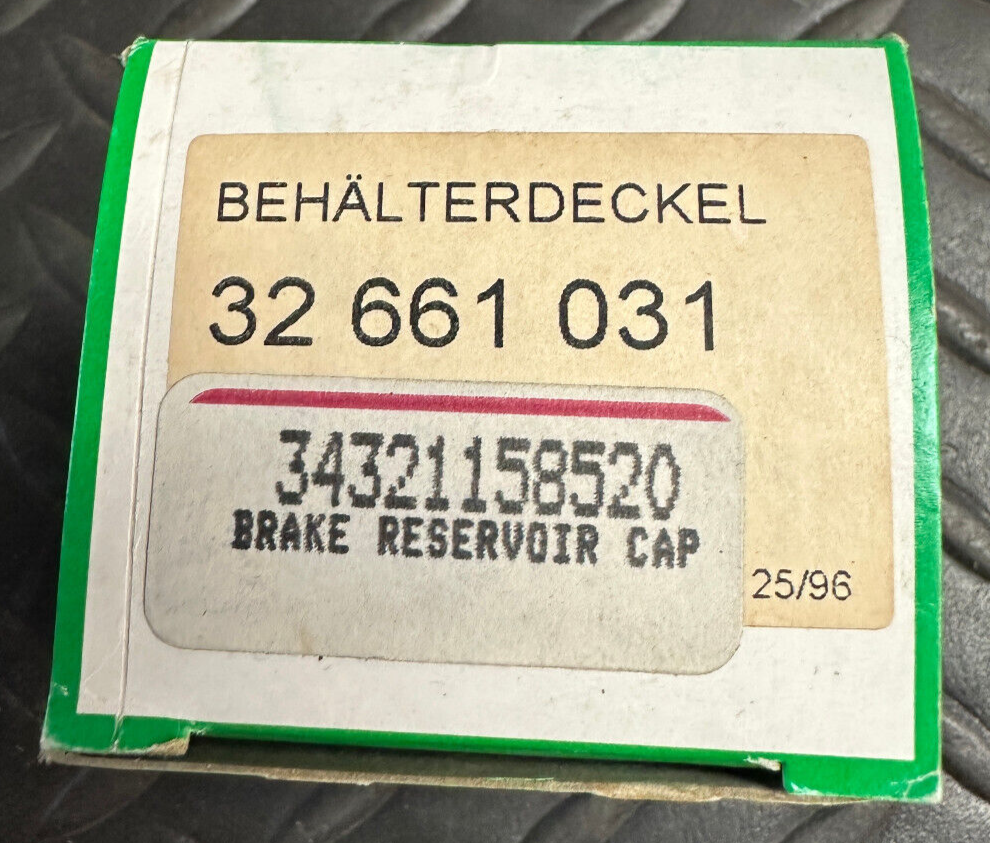 BEHÄLTERDECKEL
32 661 031
34321158520
BRAKE RESERVOIR CAP
25/96